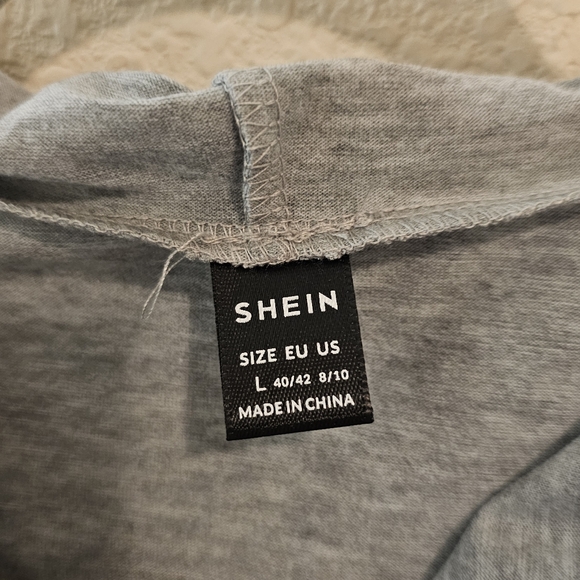 SHEIN
SIZE EU US
L 40/42 8/10
MADE IN CHINA